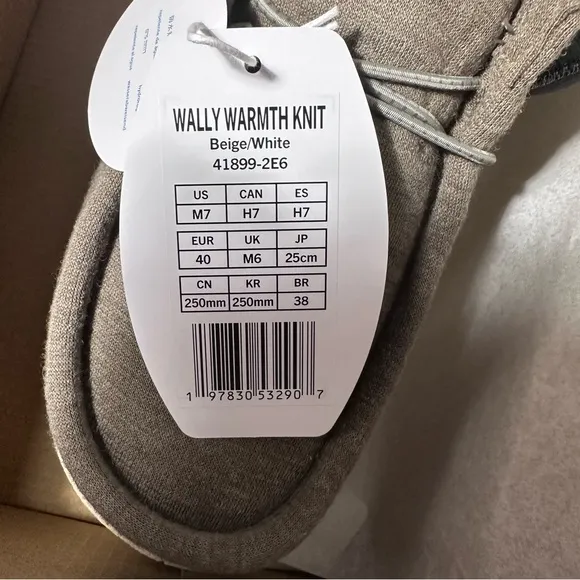 WALLY WARMTH KNIT
Beige/White
41899-2E6
US CAN ES
M7 H7 H7
EUR UK JP
40 M6 25cm
CN KR BR
250mm 250mm 38
1 97830 53290 7